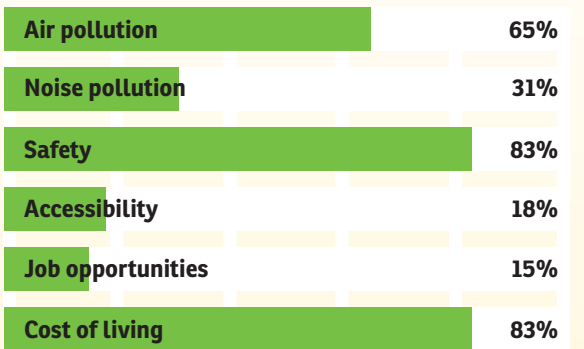 Air pollution 65%
Noise pollution 31%
Safety 83%
Accessibility 18%
Job opportunities 15%
Cost of living 83%